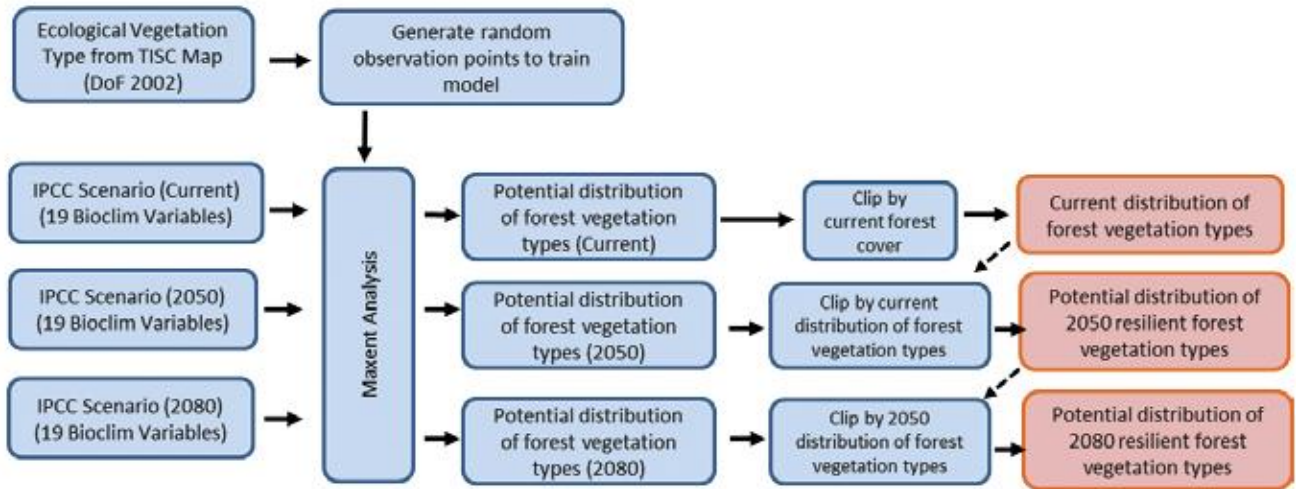 Ecological Vegetation
Type from TISC Map
(DoF 2002)
Generate random
observation points to train
model
IPCC Scenario (Current)
(19 Bioclim Variables)
Maxent Analysis
Potential distribution
of forest vegetation
types (Current)
Clip by
current forest
cover
Current distribution of
forest vegetation types
IPCC Scenario (2050)
(19 Bioclim Variables)
Potential distribution
of forest vegetation
types (2050)
Clip by current
distribution of forest
vegetation types
Potential distribution of
2050 resilient forest
vegetation types
IPCC Scenario (2080)
(19 Bioclim Variables)
Potential distribution
of forest vegetation
types (2080)
Clip by 2050
distribution of forest
vegetation types
Potential distribution of
2080 resilient forest
vegetation types